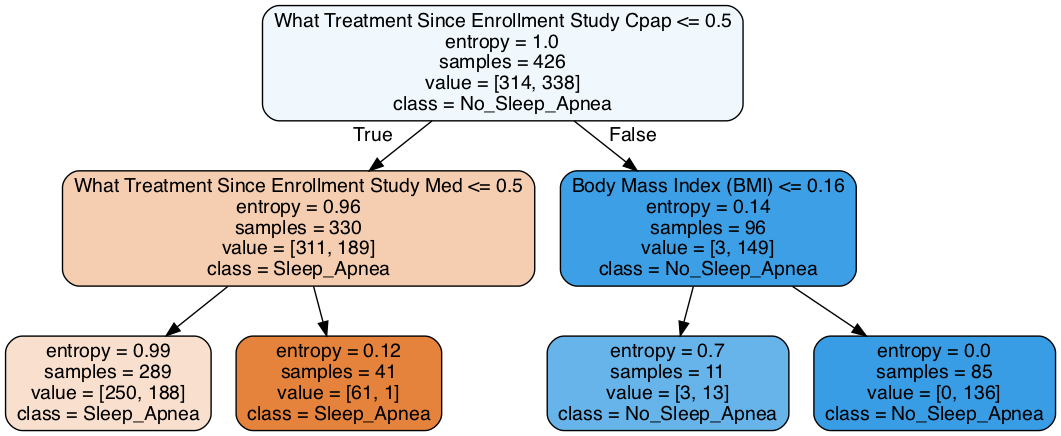 What Treatment Since Enrollment Study Cpap <= 0.5
entropy = 1.0
samples = 426
value = [314, 338]
class = No_Sleep_Apnea
True
False
What Treatment Since Enrollment Study Med <= 0.5
entropy = 0.96
samples = 330
value = [311, 189]
class = Sleep_Apnea
Body Mass Index (BMI) <= 0.16
entropy = 0.14
samples = 96
value = [3, 149]
class = No_Sleep_Apnea
entropy = 0.99
samples = 289
value = [250, 188]
class = Sleep_Apnea
entropy = 0.12
samples = 41
value = [61, 1]
class = Sleep_Apnea
entropy = 0.7
samples = 11
value = [3, 13]
class = No_Sleep_Apnea
entropy = 0.0
samples = 85
value = [0, 136]
class = No_Sleep_Apnea